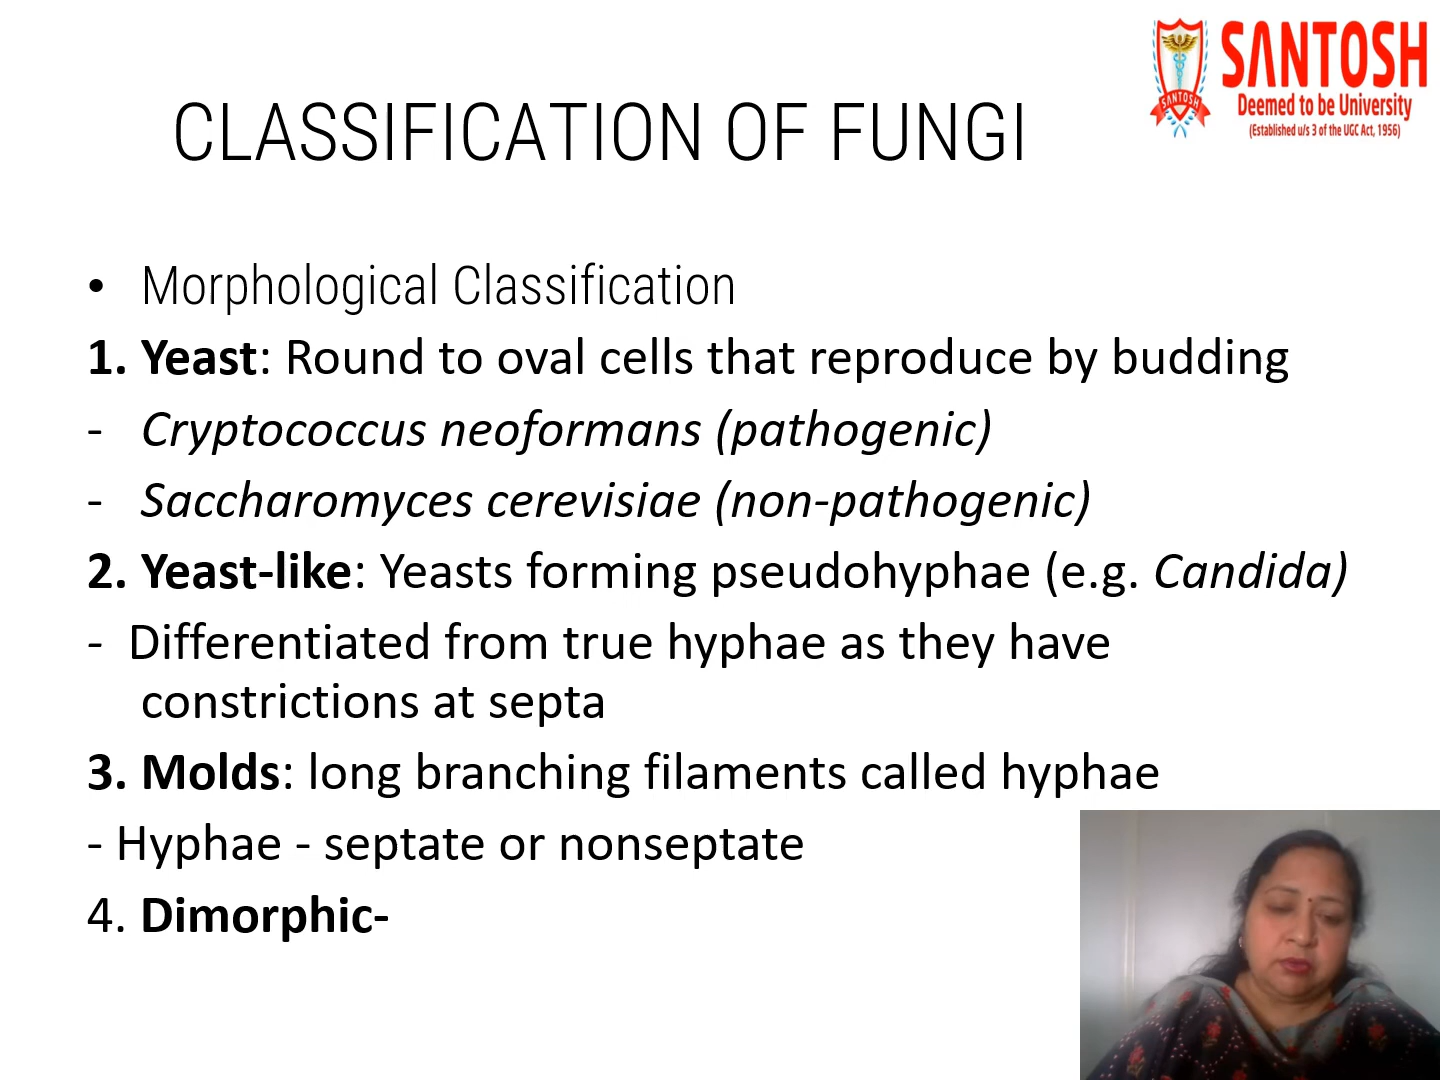 SANTOSH
Deemed to be University
(Established u/s 3 of the UGC Act, 1956)
SANTOSH
CLASSIFICATION OF FUNGI
• Morphological Classification
1. Yeast: Round to oval cells that reproduce by budding
- Cryptococcus neoformans (pathogenic)
- Saccharomyces cerevisiae (non-pathogenic)
2. Yeast-like: Yeasts forming pseudohyphae (e.g. Candida)
- Differentiated from true hyphae as they have
constrictions at septa
3. Molds: long branching filaments called hyphae
- Hyphae - septate or nonseptate
4. Dimorphic-